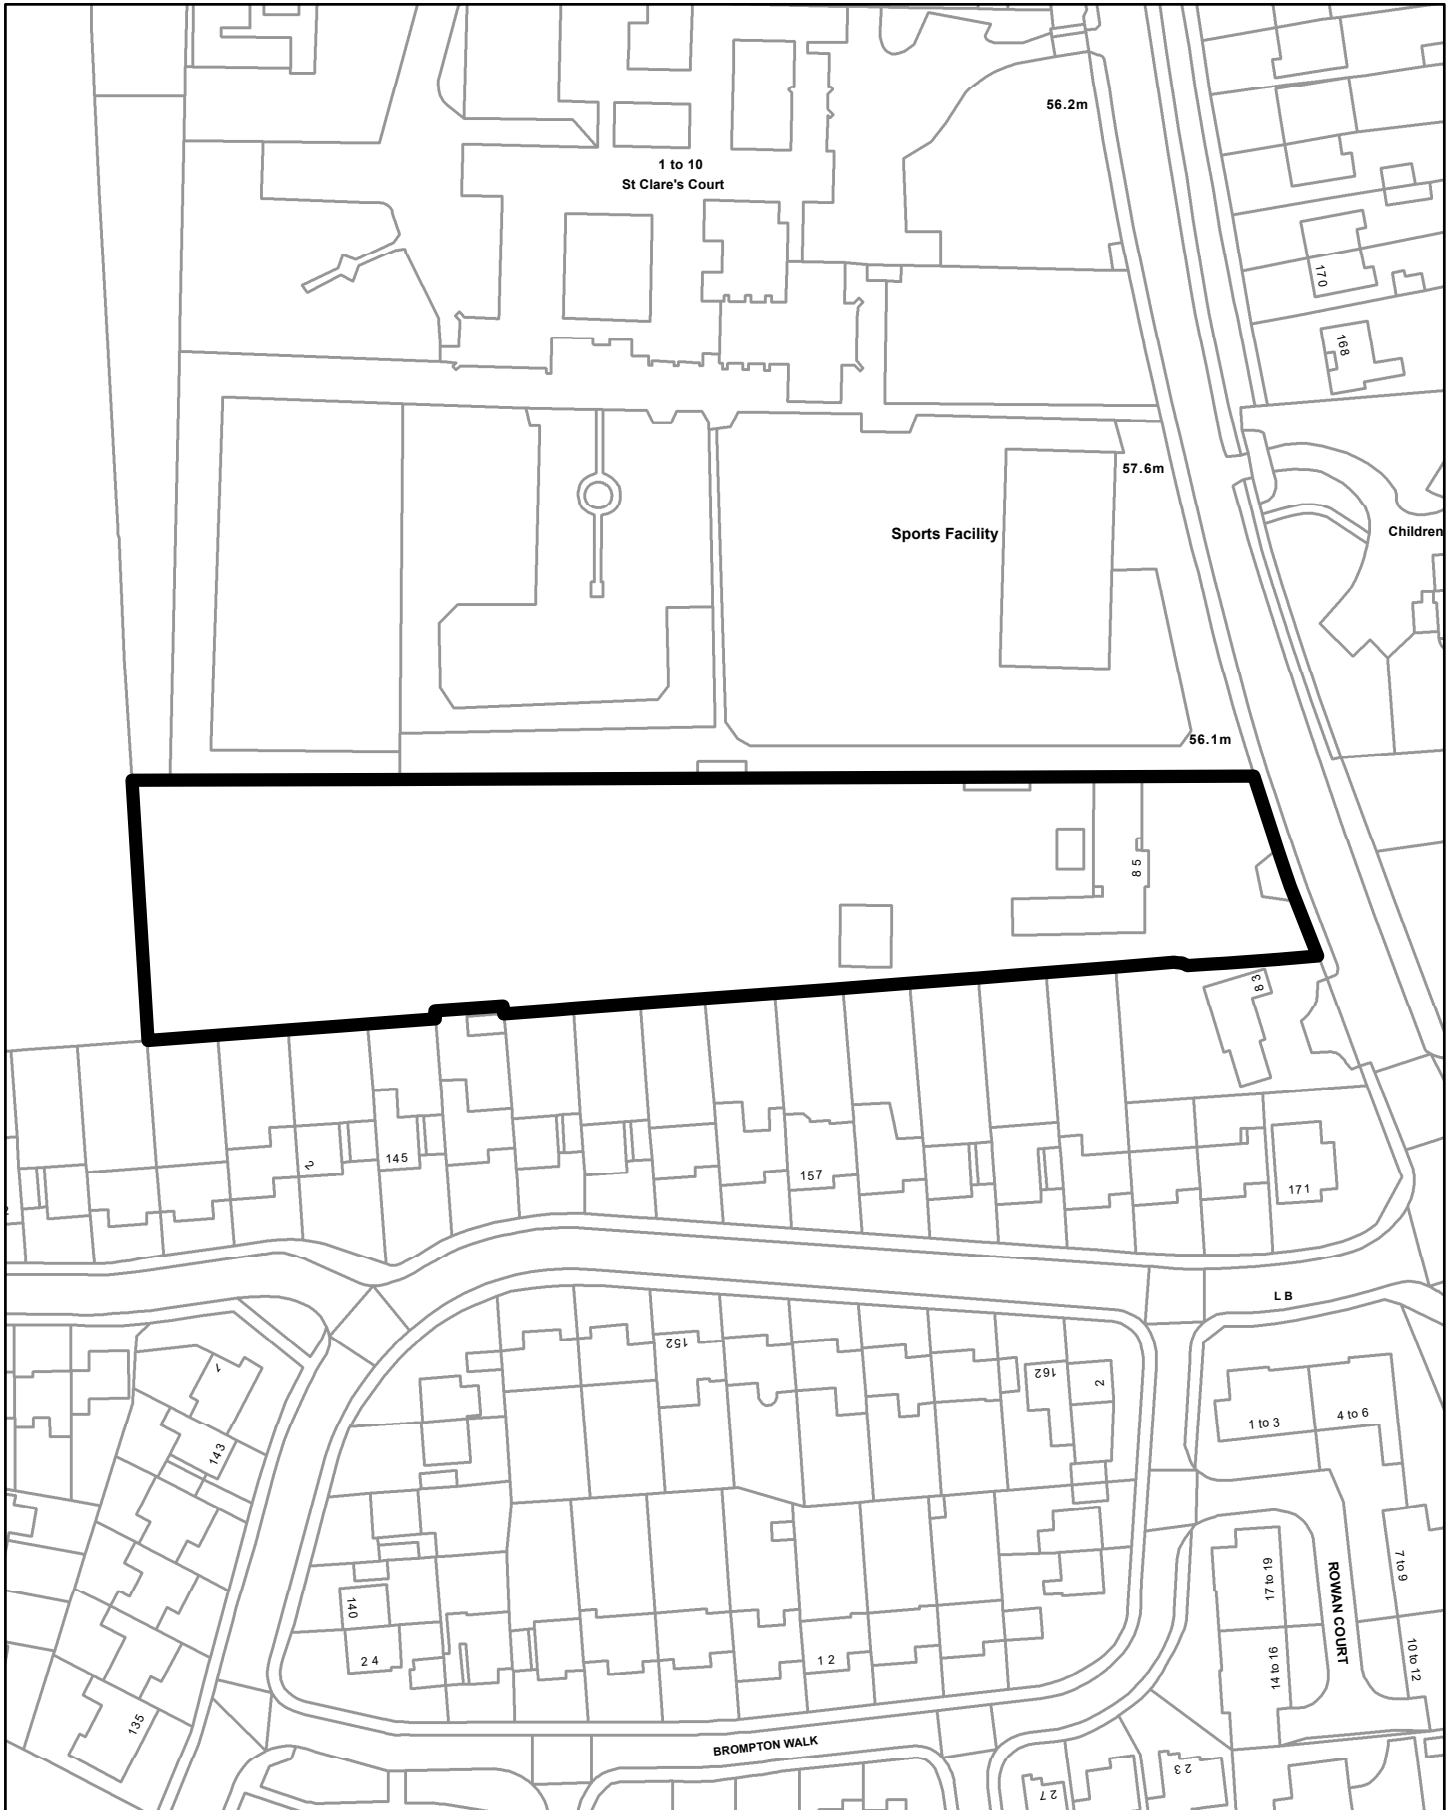 56.2m
1 to 10
St Clare's Court
170
168
57.6m
Sports Facility
Children
56.1m
85
83
2
145
157
171
LB
152
162
2
1
143
1 to 3
4 to 6
140
24
12
135
17 to 19
14 to 16
ROWAN COURT
7 to 9
10 to 12
BROMPTON WALK
27
23